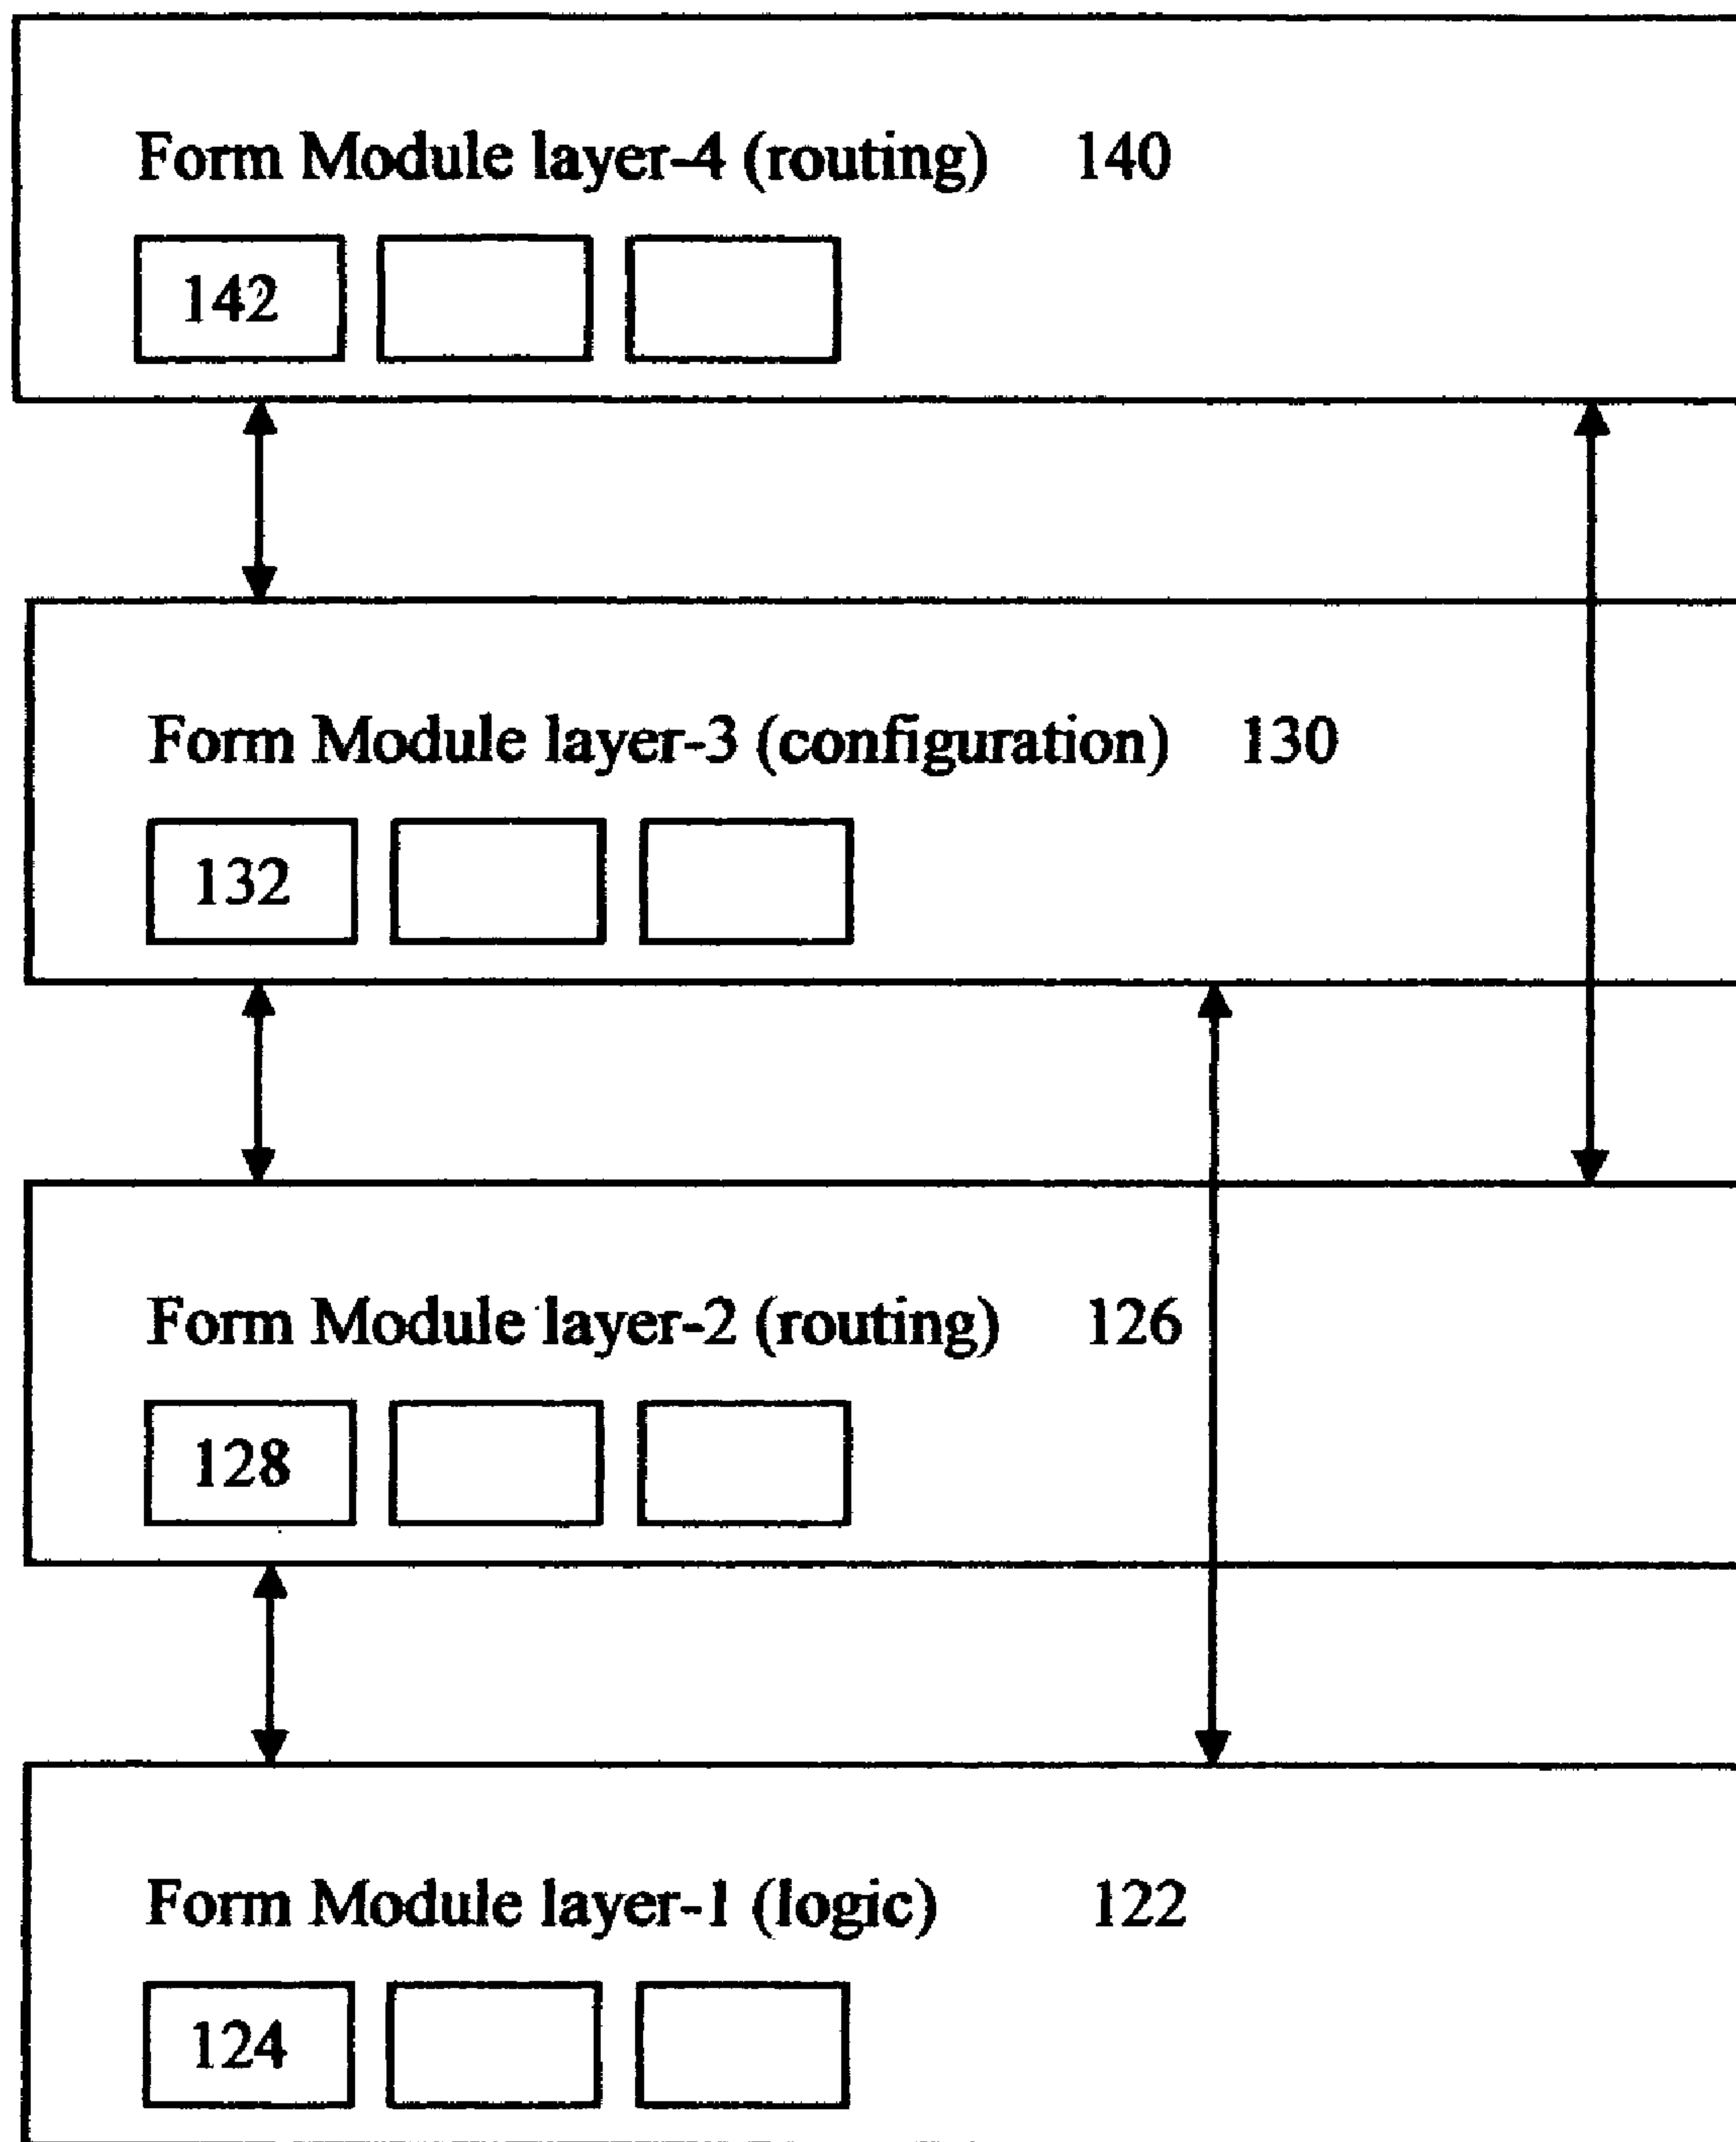 Form Module layer-4 (routing) 140
142
Form Module layer-3 (configuration) 130
132
Form Module layer-2 (routing) 126
128
Form Module layer-1 (logic) 122
124